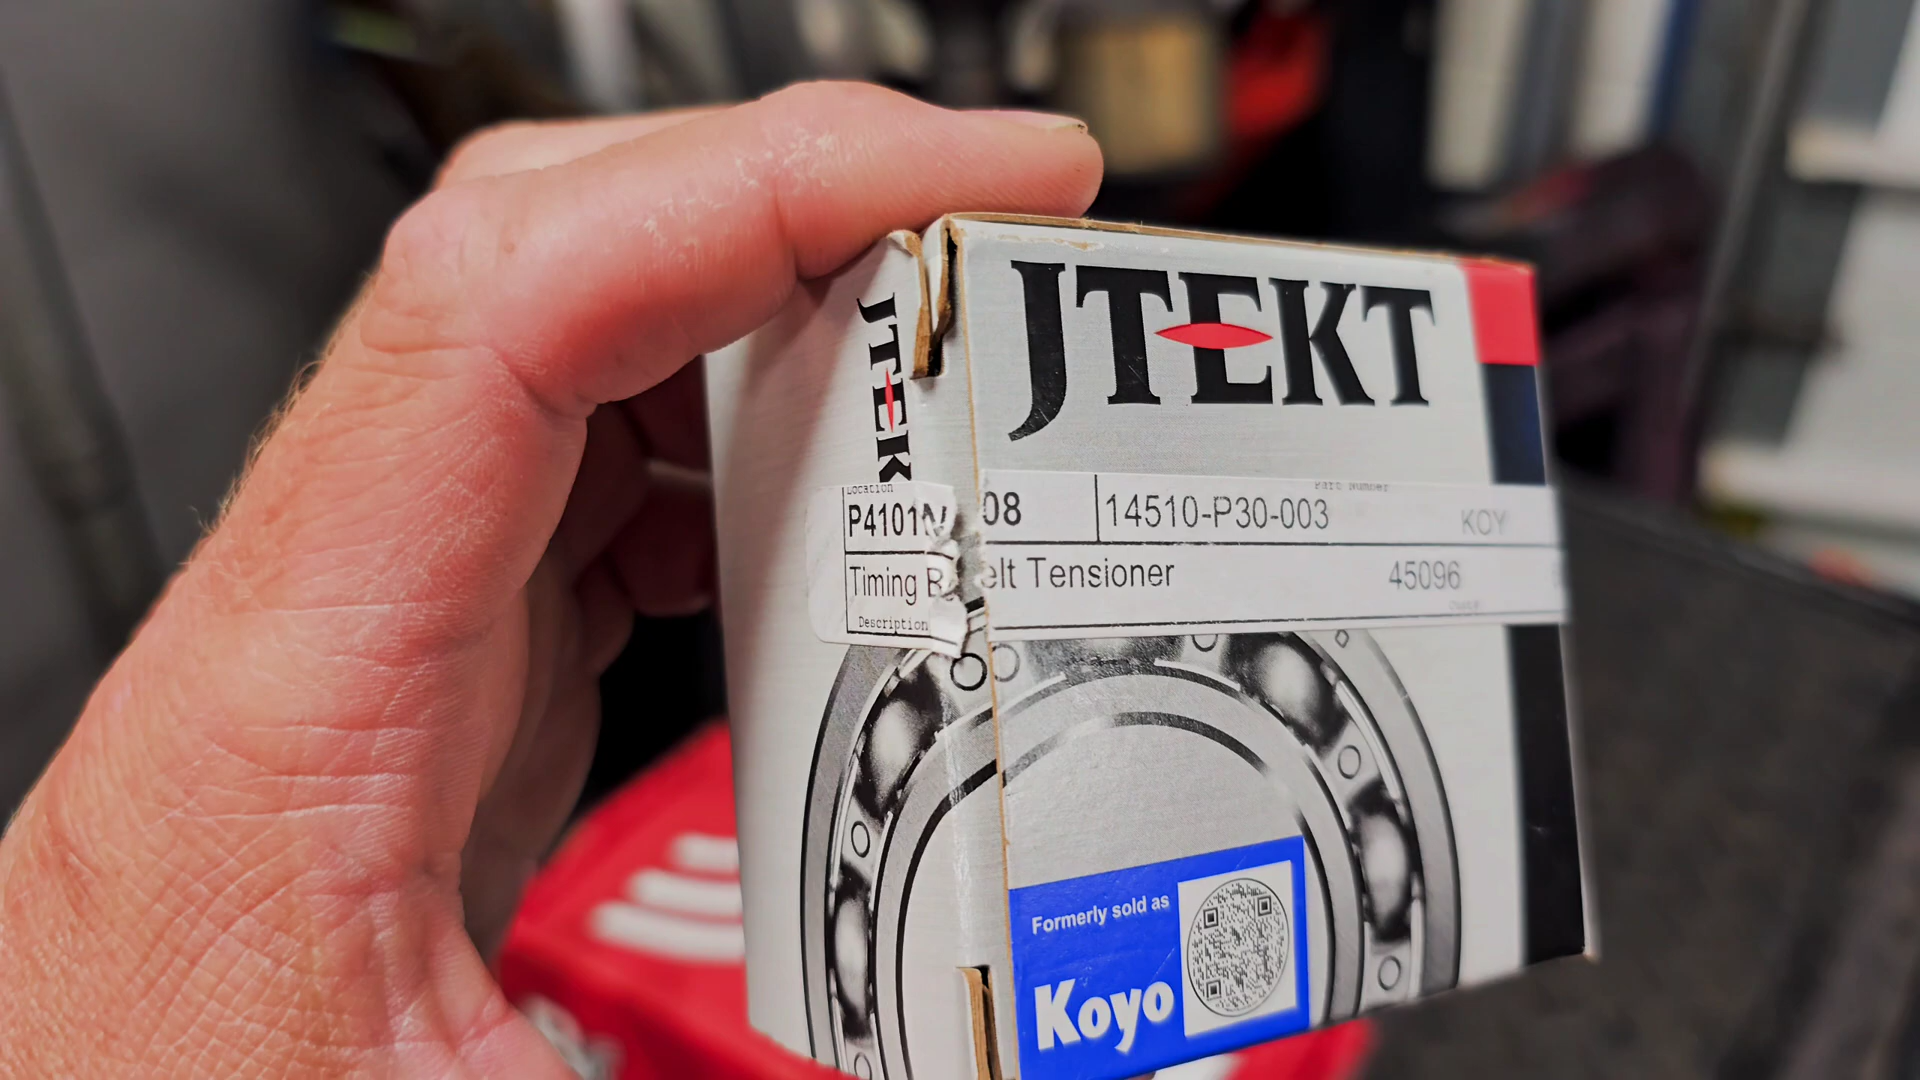 JTEKT
JTEK
Location
Part Number
P4101N 08 14510-P30-003 KOY
Timing Belt Tensioner 45096
Description
Formerly sold as
Koyo